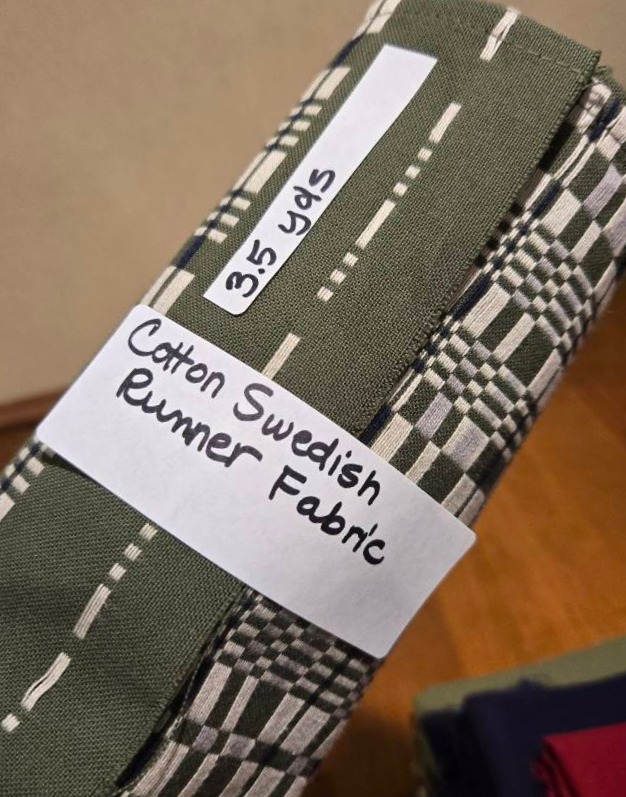 3.5 yds
Cotton Swedish
Runner Fabric